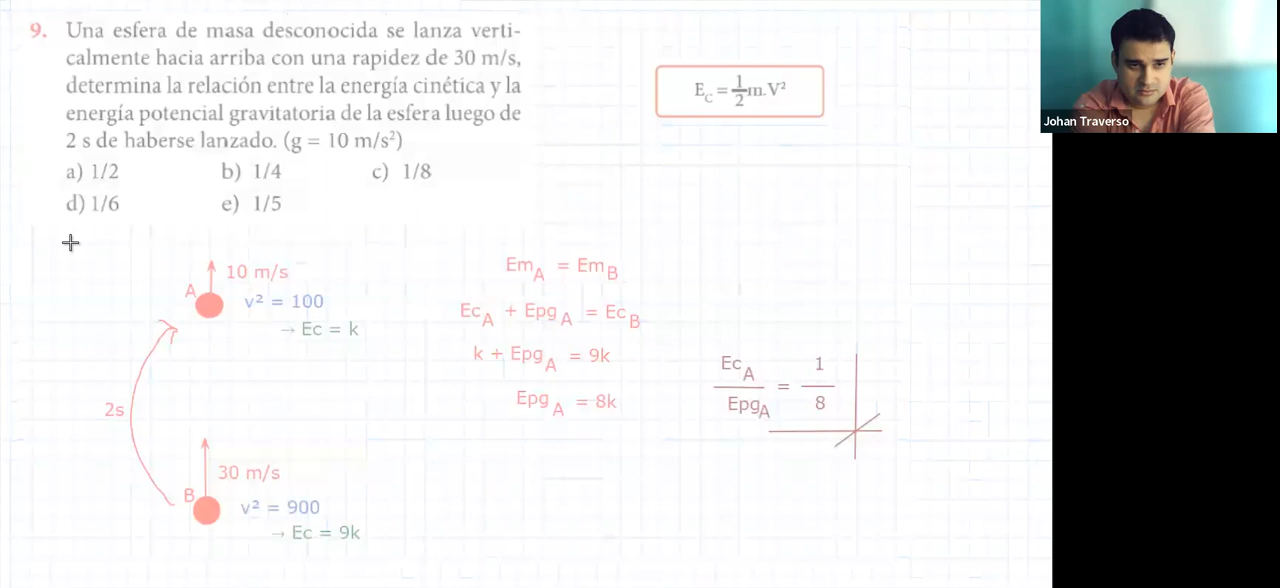 9. Una esfera de masa desconocida se lanza verti-
calmente hacia arriba con una rapidez de 30 m/s,
determina la relación entre la energía cinética y la
energía potencial gravitatoria de la esfera luego de
2 s de haberse lanzado. (g = 10 m/s²)
a) 1/2 b) 1/4 c) 1/8
d) 1/6 e) 1/5
E_C = 1/2 m.V²
Johan Traverso
A 10 m/s
v² = 100
→ Ec = k
2s
B 30 m/s
v² = 900
→ Ec = 9k
Em_A = Em_B
Ec_A + Epg_A = Ec_B
k + Epg_A = 9k
Epg_A = 8k
Ec_A / Epg_A = 1 / 8